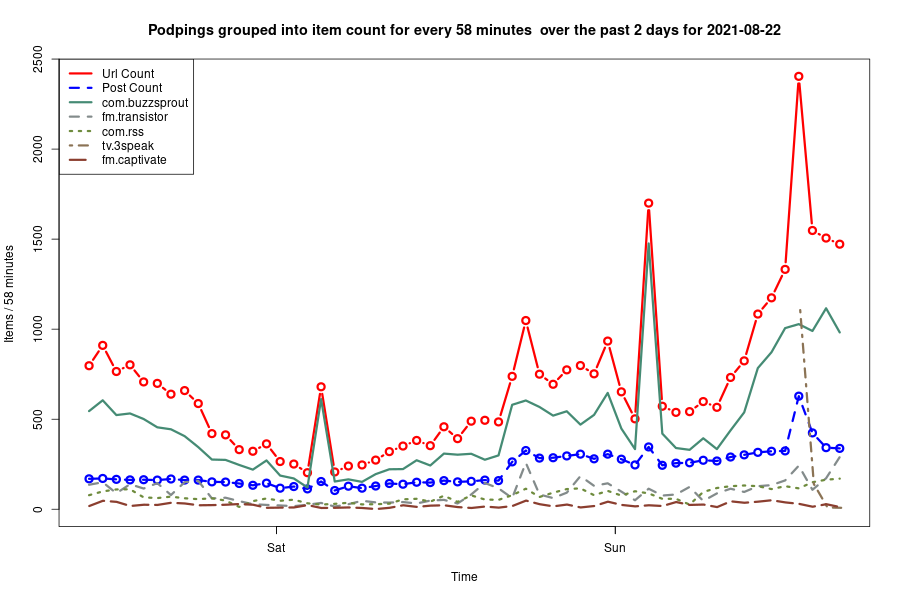 Podpings grouped into item count for every 58 minutes  over the past 2 days for 2021-08-22
Url Count
Post Count
com.buzzsprout
fm.transistor
com.rss
tv.3speak
fm.captivate
2500
2000
1500
1000
500
0
Items / 58 minutes
Sat
Sun
Time